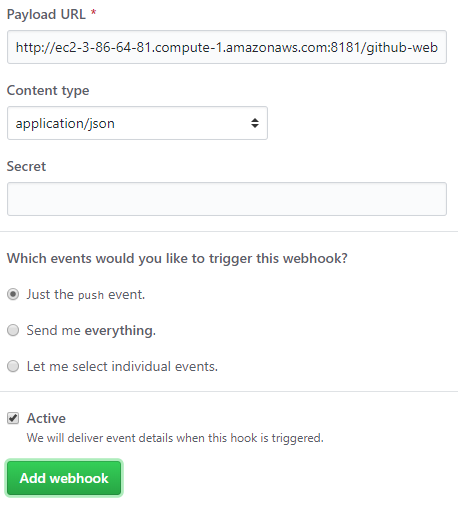 Payload URL *
http://ec2-3-86-64-81.compute-1.amazonaws.com:8181/github-web
Content type
application/json
Secret
Which events would you like to trigger this webhook?
Just the push event.
Send me everything.
Let me select individual events.
Active
We will deliver event details when this hook is triggered.
Add webhook